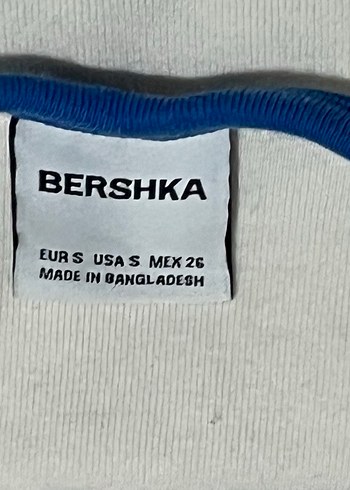 BERSHKA
EUR S USA S MEX 26
MADE IN BANGLADESH